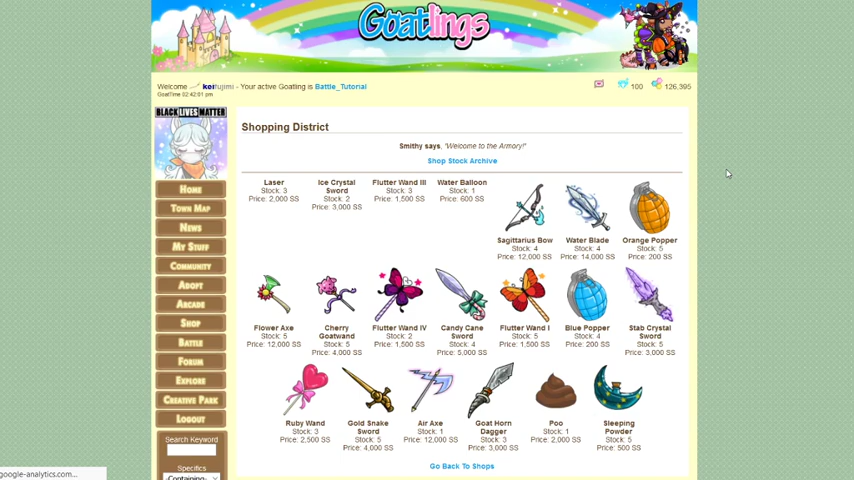 Goatlings
Welcome keifujimi - Your active Goatling is Battle_Tutorial
100
126,395
GoatTime 02:42:01 pm
BLACK LIVES MATTER
Shopping District
Smithy says, "Welcome to the Armory!"
Shop Stock Archive
Laser
Stock: 3
Price: 2,000 SS
Ice Crystal
Sword
Stock: 2
Price: 3,000 SS
Flutter Wand III
Stock: 3
Price: 1,500 SS
Water Balloon
Stock: 1
Price: 600 SS
Sagittarius Bow
Stock: 4
Price: 12,000 SS
Water Blade
Stock: 4
Price: 14,000 SS
Orange Popper
Stock: 5
Price: 200 SS
Flower Axe
Stock: 5
Price: 12,000 SS
Cherry
Goatwand
Stock: 5
Price: 4,000 SS
Flutter Wand IV
Stock: 2
Price: 1,500 SS
Candy Cane
Sword
Stock: 4
Price: 5,000 SS
Flutter Wand I
Stock: 5
Price: 1,500 SS
Blue Popper
Stock: 4
Price: 200 SS
Stab Crystal
Sword
Stock: 5
Price: 3,000 SS
Ruby Wand
Stock: 3
Price: 2,500 SS
Gold Snake
Sword
Stock: 5
Price: 4,000 SS
Air Axe
Stock: 1
Price: 12,000 SS
Goat Horn
Dagger
Stock: 3
Price: 3,000 SS
Poo
Stock: 1
Price: 2,000 SS
Sleeping
Powder
Stock: 5
Price: 500 SS
Go Back To Shops
Home
Town Map
News
My Stuff
Community
Adopt
Arcade
Shop
Battle
Forum
Explore
Creative Park
Logout
Search Keyword
Specifics
-Containing-
google-analytics.com...